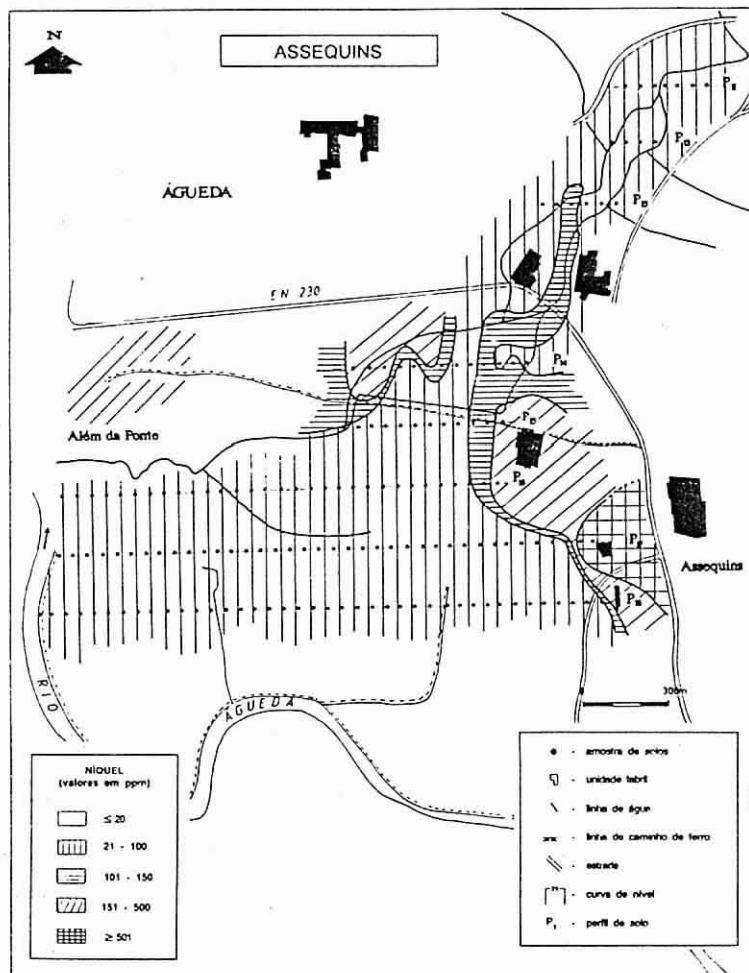 N
ASSEQUINS
ÁGUEDA
EN 230
Além da Ponte
Assequins
300m
RIO
ÁGUEDA
NÍQUEL
(valores em ppm)
≤ 20
21 - 100
101 - 150
151 - 500
≥ 501
- amostra de solos
- unidade fabril
- linha de água
- linha de caminho de ferro
- estrada
- curva de nível
- perfil de solo